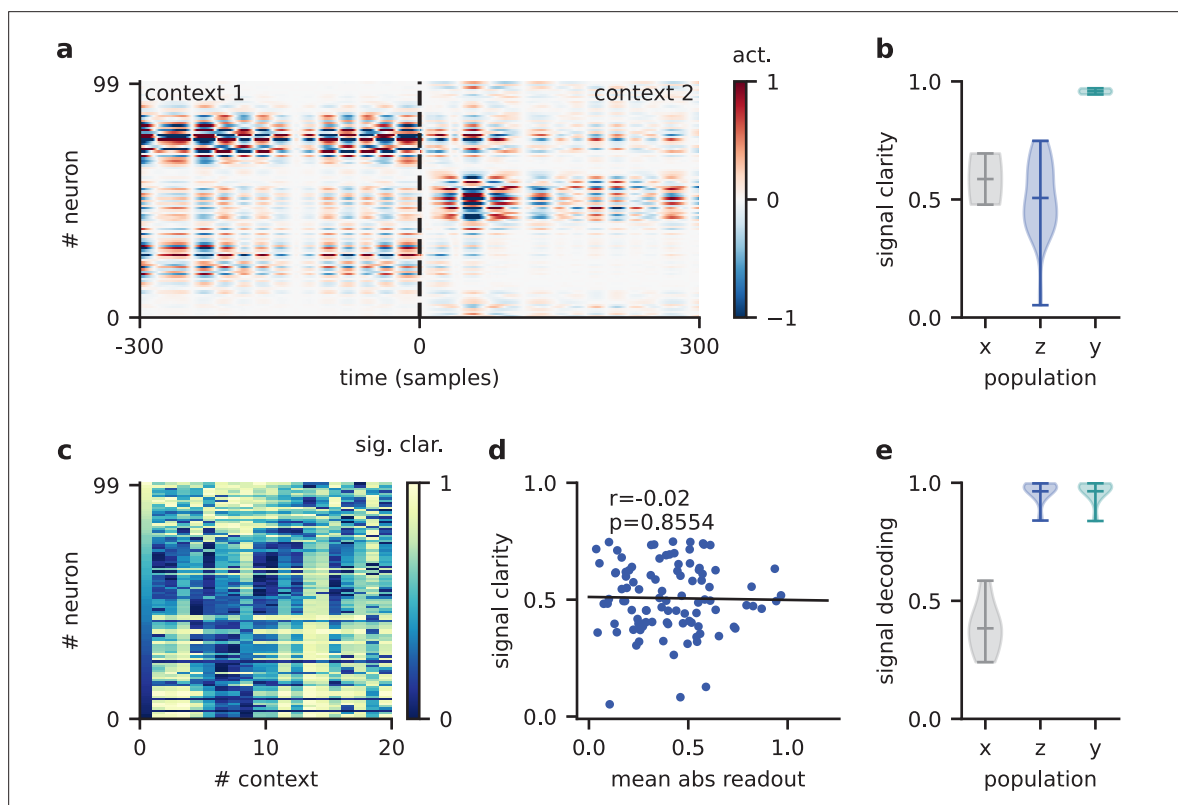 a
act.
99
context 1
context 2
# neuron
0
-300
0
300
time (samples)
1
0
−1
b
1.0
0.5
0.0
signal clarity
x
z
y
population
c
sig. clar.
99
# neuron
0
0
10
20
# context
1
0
d
1.0
0.5
0.0
signal clarity
r=-0.02
p=0.8554
0.0
0.5
1.0
mean abs readout
e
1.0
0.5
0.0
signal decoding
x
z
y
population